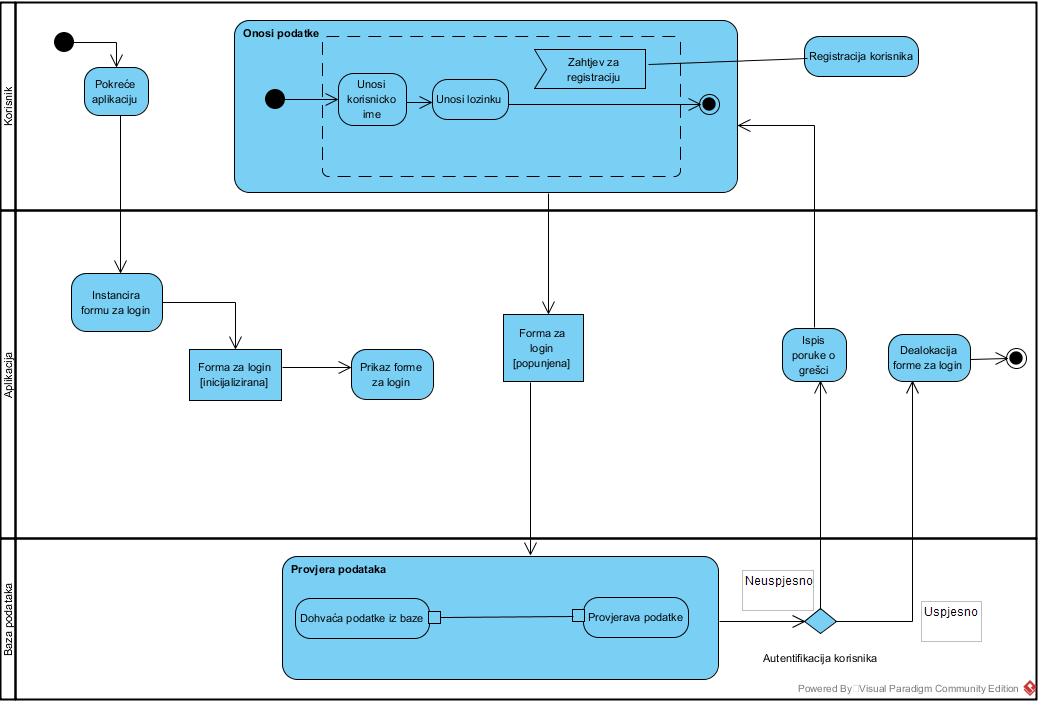 Korisnik
Pokreće
aplikaciju
Onosi podatke
Unosi
korisnicko
ime
Unosi lozinku
Zahtjev za
registraciju
Registracija korisnika
Aplikacija
Instancira
formu za login
Forma za login
[inicijalizirana]
Prikaz forme
za login
Forma za
login
[popunjena]
Ispis
poruke o
grešci
Dealokacija
forme za login
Baza podataka
Provjera podataka
Dohvaća podatke iz baze
Provjerava podatke
Neuspjesno
Uspjesno
Autentifikacija korisnika
Powered By Visual Paradigm Community Edition